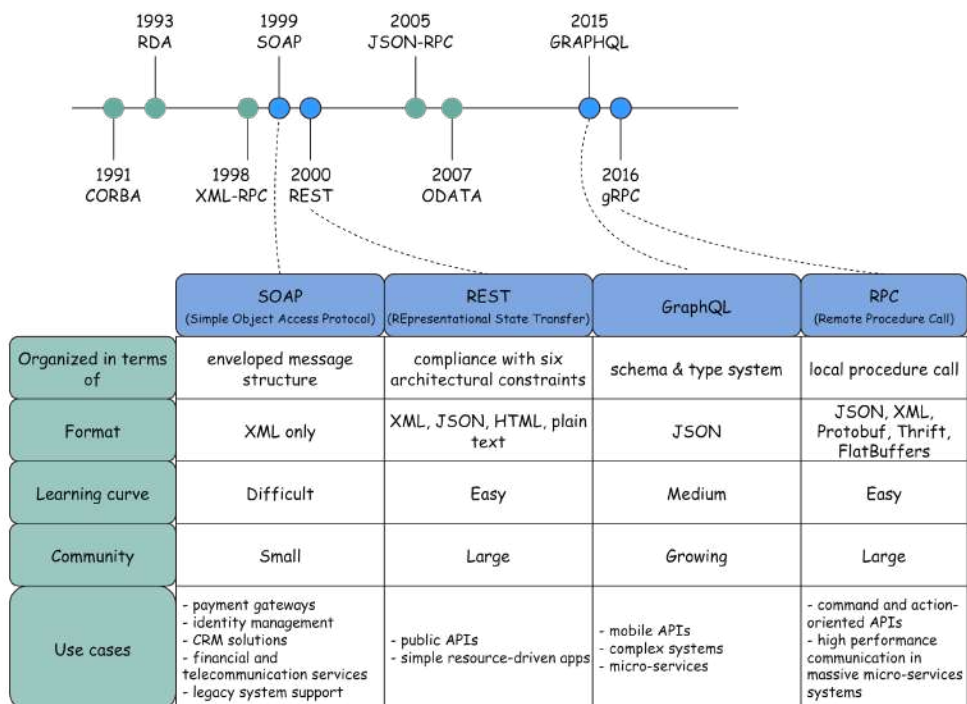 1993
RDA
1999
SOAP
2005
JSON-RPC
2015
GRAPHQL
1991
CORBA
1998
XML-RPC
2000
REST
2007
ODATA
2016
gRPC
SOAP
(Simple Object Access Protocol)
REST
(REpresentational State Transfer)
GraphQL
RPC
(Remote Procedure Call)
Organized in terms
of
enveloped message
structure
compliance with six
architectural constraints
schema & type system
local procedure call
Format
XML only
XML, JSON, HTML, plain
text
JSON
JSON, XML,
Protobuf, Thrift,
FlatBuffers
Learning curve
Difficult
Easy
Medium
Easy
Community
Small
Large
Growing
Large
Use cases
- payment gateways
- identity management
- CRM solutions
- financial and
telecommunication services
- legacy system support
- public APIs
- simple resource-driven apps
- mobile APIs
- complex systems
- micro-services
- command and action-
oriented APIs
- high performance
communication in
massive micro-services
systems